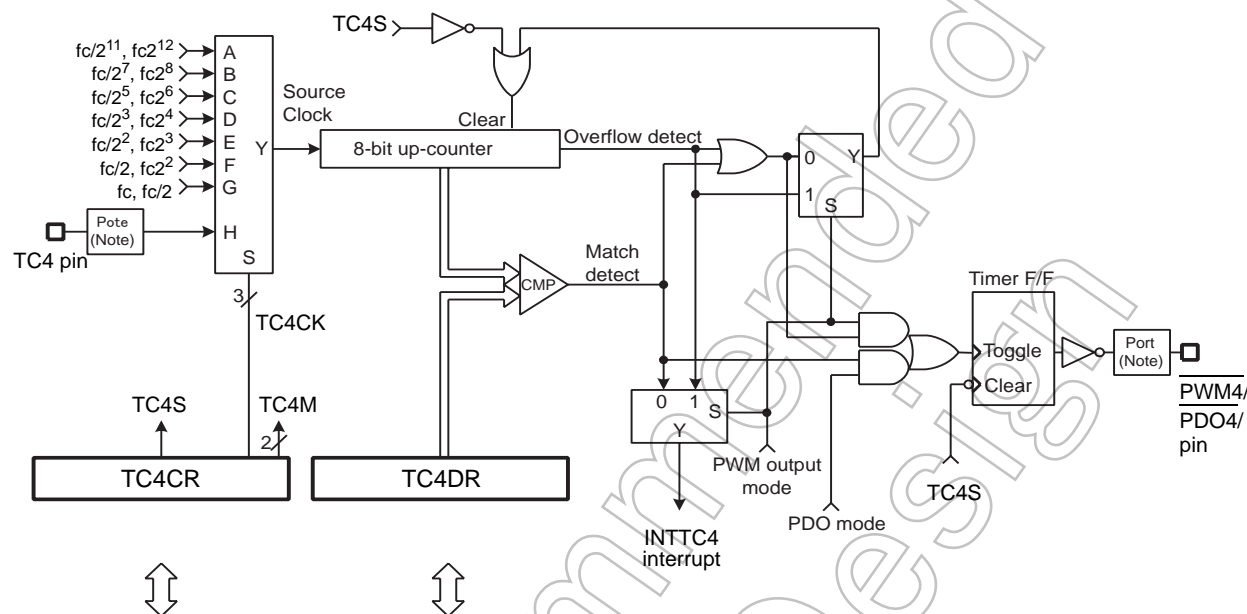 TC4S
fc/2¹¹, fc2¹²
fc/2⁷, fc2⁸
fc/2⁵, fc2⁶
fc/2³, fc2⁴
fc/2², fc2³
fc/2, fc2²
fc, fc/2
A
B
C
D
E
F
G
H
Y
S
Source
Clock
Clear
8-bit up-counter
Overflow detect
0
1
Y
S
Pote
(Note)
TC4 pin
Match
detect
CMP
3
TC4CK
Timer F/F
Toggle
Clear
Port
(Note)
PWM4/
PDO4/
pin
0 1
S
Y
TC4S
TC4M
2
PWM output
mode
TC4S
TC4CR
TC4DR
PDO mode
INTTC4
interrupt
mmended
Design